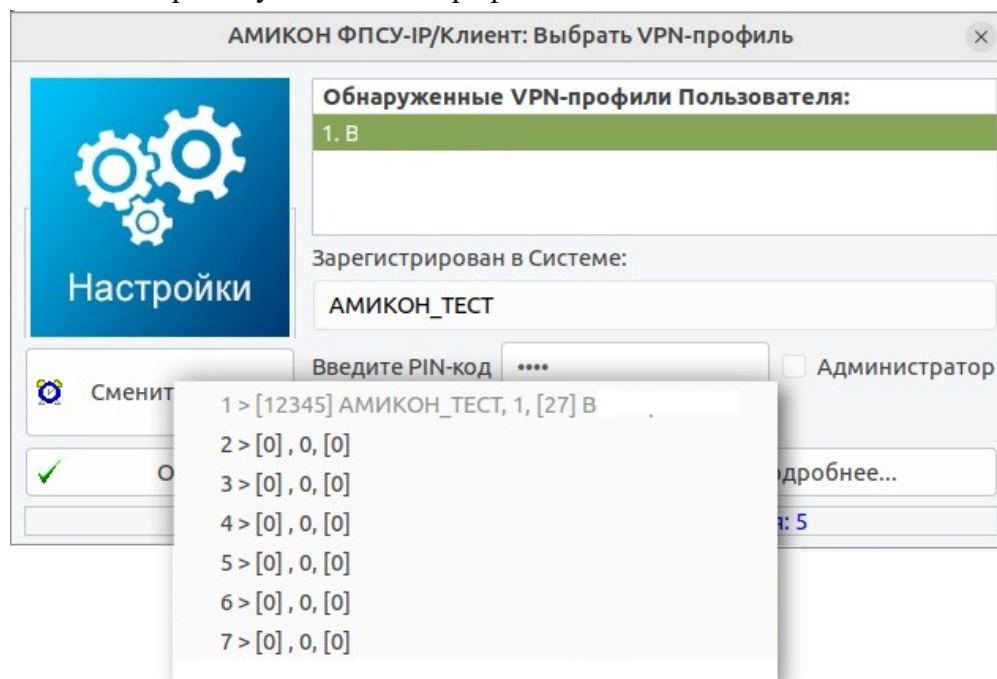 АМИКОН ФПСУ-IP/Клиент: Выбрать VPN-профиль
Настройки
Обнаруженные VPN-профили Пользователя:
1. В
Зарегистрирован в Системе:
АМИКОН_ТЕСТ
Введите PIN-код •••• Администратор
1 > [12345] АМИКОН_ТЕСТ, 1, [27] В
2 > [0] , 0, [0]
3 > [0] , 0, [0]
4 > [0] , 0, [0]
5 > [0] , 0, [0]
6 > [0] , 0, [0]
7 > [0] , 0, [0]
: 5